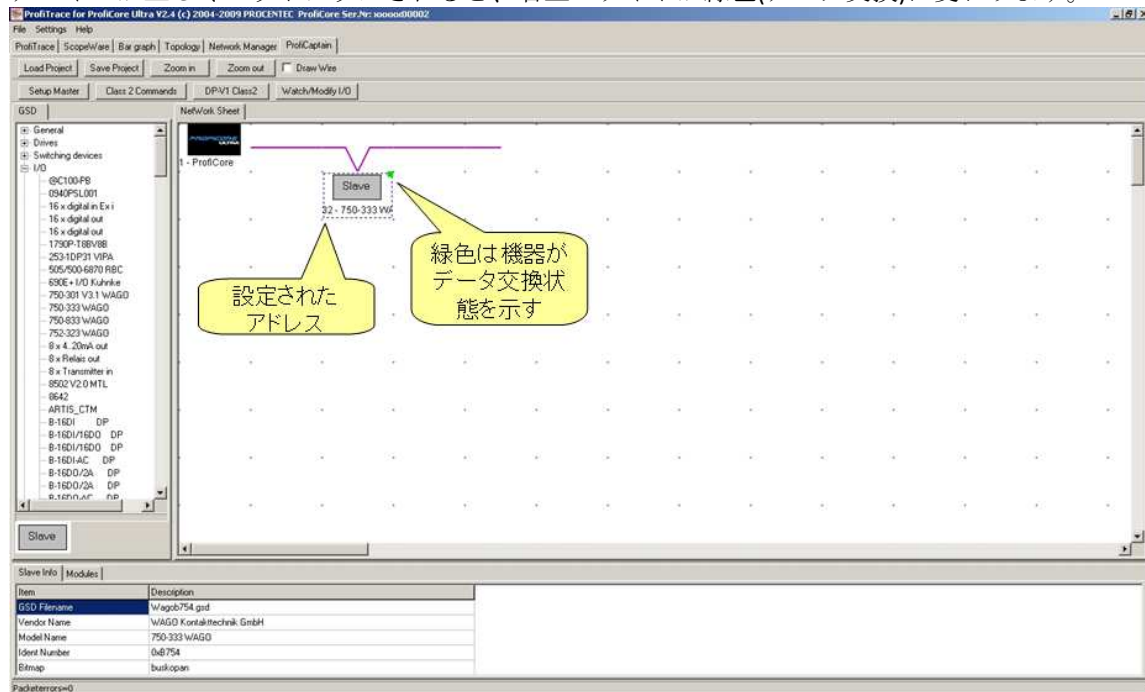 ProfiTrace for ProfiCore Ultra V2.4 (c) 2004-2009 PROCENTEC ProfiCore Ser.Nr: xooood00002
File Settings Help
ProfiTrace ScopeWare Bar graph Topology Network Manager ProfiCaptain
Load Project Save Project Zoom in Zoom out Draw Wire
Setup Master Class 2 Commands DP-V1 Class2 Watch/Modify I/O
GSD
NetWork Sheet
General
Drives
Switching devices
I/O
@C100-PB
0940PSL001
16 x digital in Ex i
16 x digital out
16 x digital out
1790P-T8BV8B
253-1DP31 VIPA
505/500-6870 RBC
690E + I/O Kuhnke
750-301 V3.1 WAGO
750-333 WAGO
750-833 WAGO
752-323 WAGO
8 x 4..20mA out
8 x Relais out
8 x Transmitter in
8502 V2.0 MTL
8642
ARTIS_CTM
B-16DI DP
B-16DI/16DO DP
B-16DI/16DO DP
B-16DI-AC DP
B-16DO/2A DP
B-16DO/2A DP
B-16DO-AC DP
Slave
1 - ProfiCore
Slave
32 - 750-333 WA
緑色は機器が
データ交換状
態を示す
設定された
アドレス
Slave Info Modules
Item Description
GSD Filename Wagob754.gsd
Vendor Name WAGO Kontakttechnik GmbH
Model Name 750-333 WAGO
Ident Number 0xB754
Bitmap buskopan
Packeterrors=0